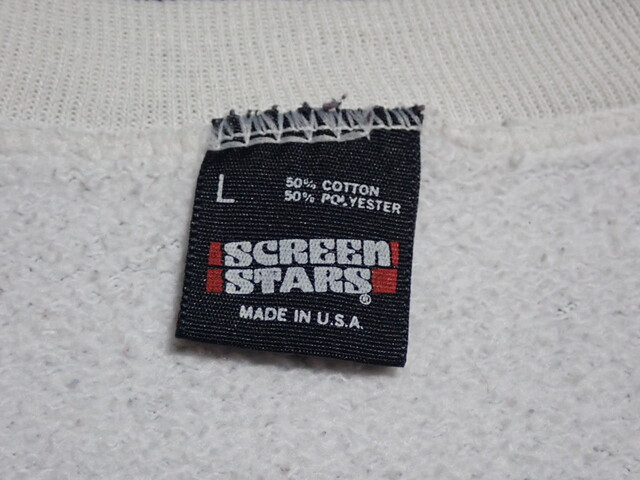 L
50% COTTON
50% POLYESTER
SCREEN
STARS®
MADE IN U.S.A.